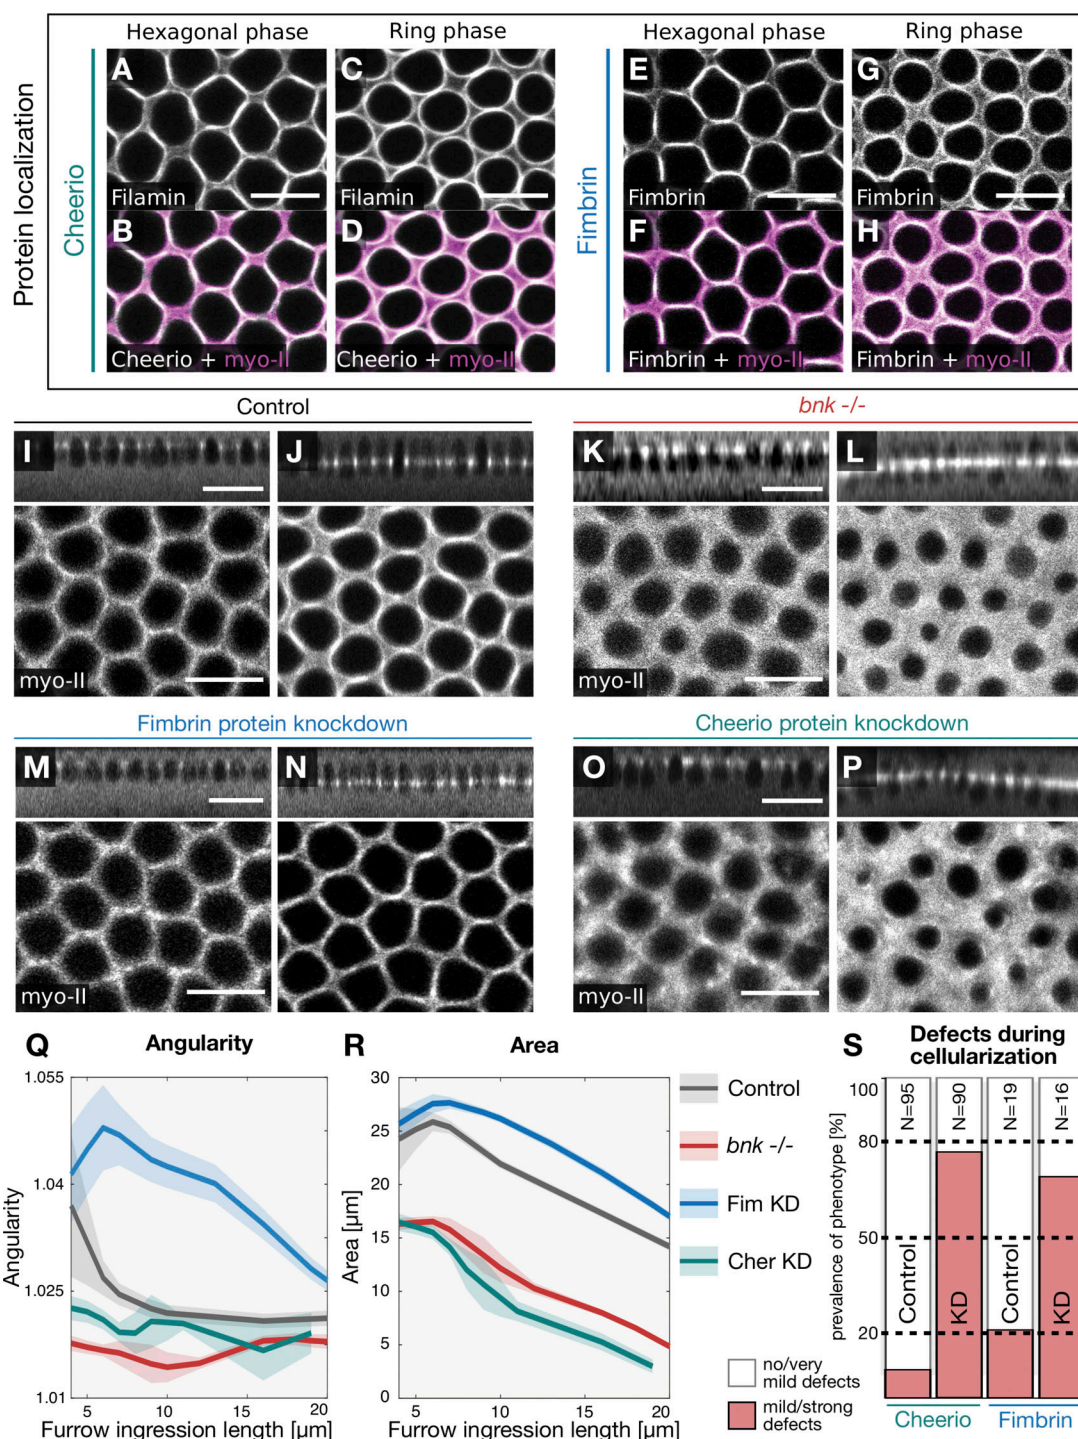 Hexagonal phase
Ring phase
Hexagonal phase
Ring phase
Protein localization
Cheerio
Fimbrin
A
Filamin
C
Filamin
E
Fimbrin
G
Fimbrin
B
Cheerio + myo-II
D
Cheerio + myo-II
F
Fimbrin + myo-II
H
Fimbrin + myo-II
Control
bnk -/-
I
J
K
L
myo-II
myo-II
Fimbrin protein knockdown
Cheerio protein knockdown
M
N
O
P
myo-II
myo-II
Q
Angularity
1.055
1.04
1.025
1.01
Angularity
5
10
15
20
Furrow ingression length [µm]
R
Area
30
25
20
15
10
5
0
Area [µm]
5
10
15
20
Furrow ingression length [µm]
Control
bnk -/-
Fim KD
Cher KD
S
Defects during
cellularization
100
80
50
20
prevalence of phenotype [%]
N=95
N=90
N=19
N=16
Control
KD
Control
KD
Cheerio
Fimbrin
no/very
mild defects
mild/strong
defects